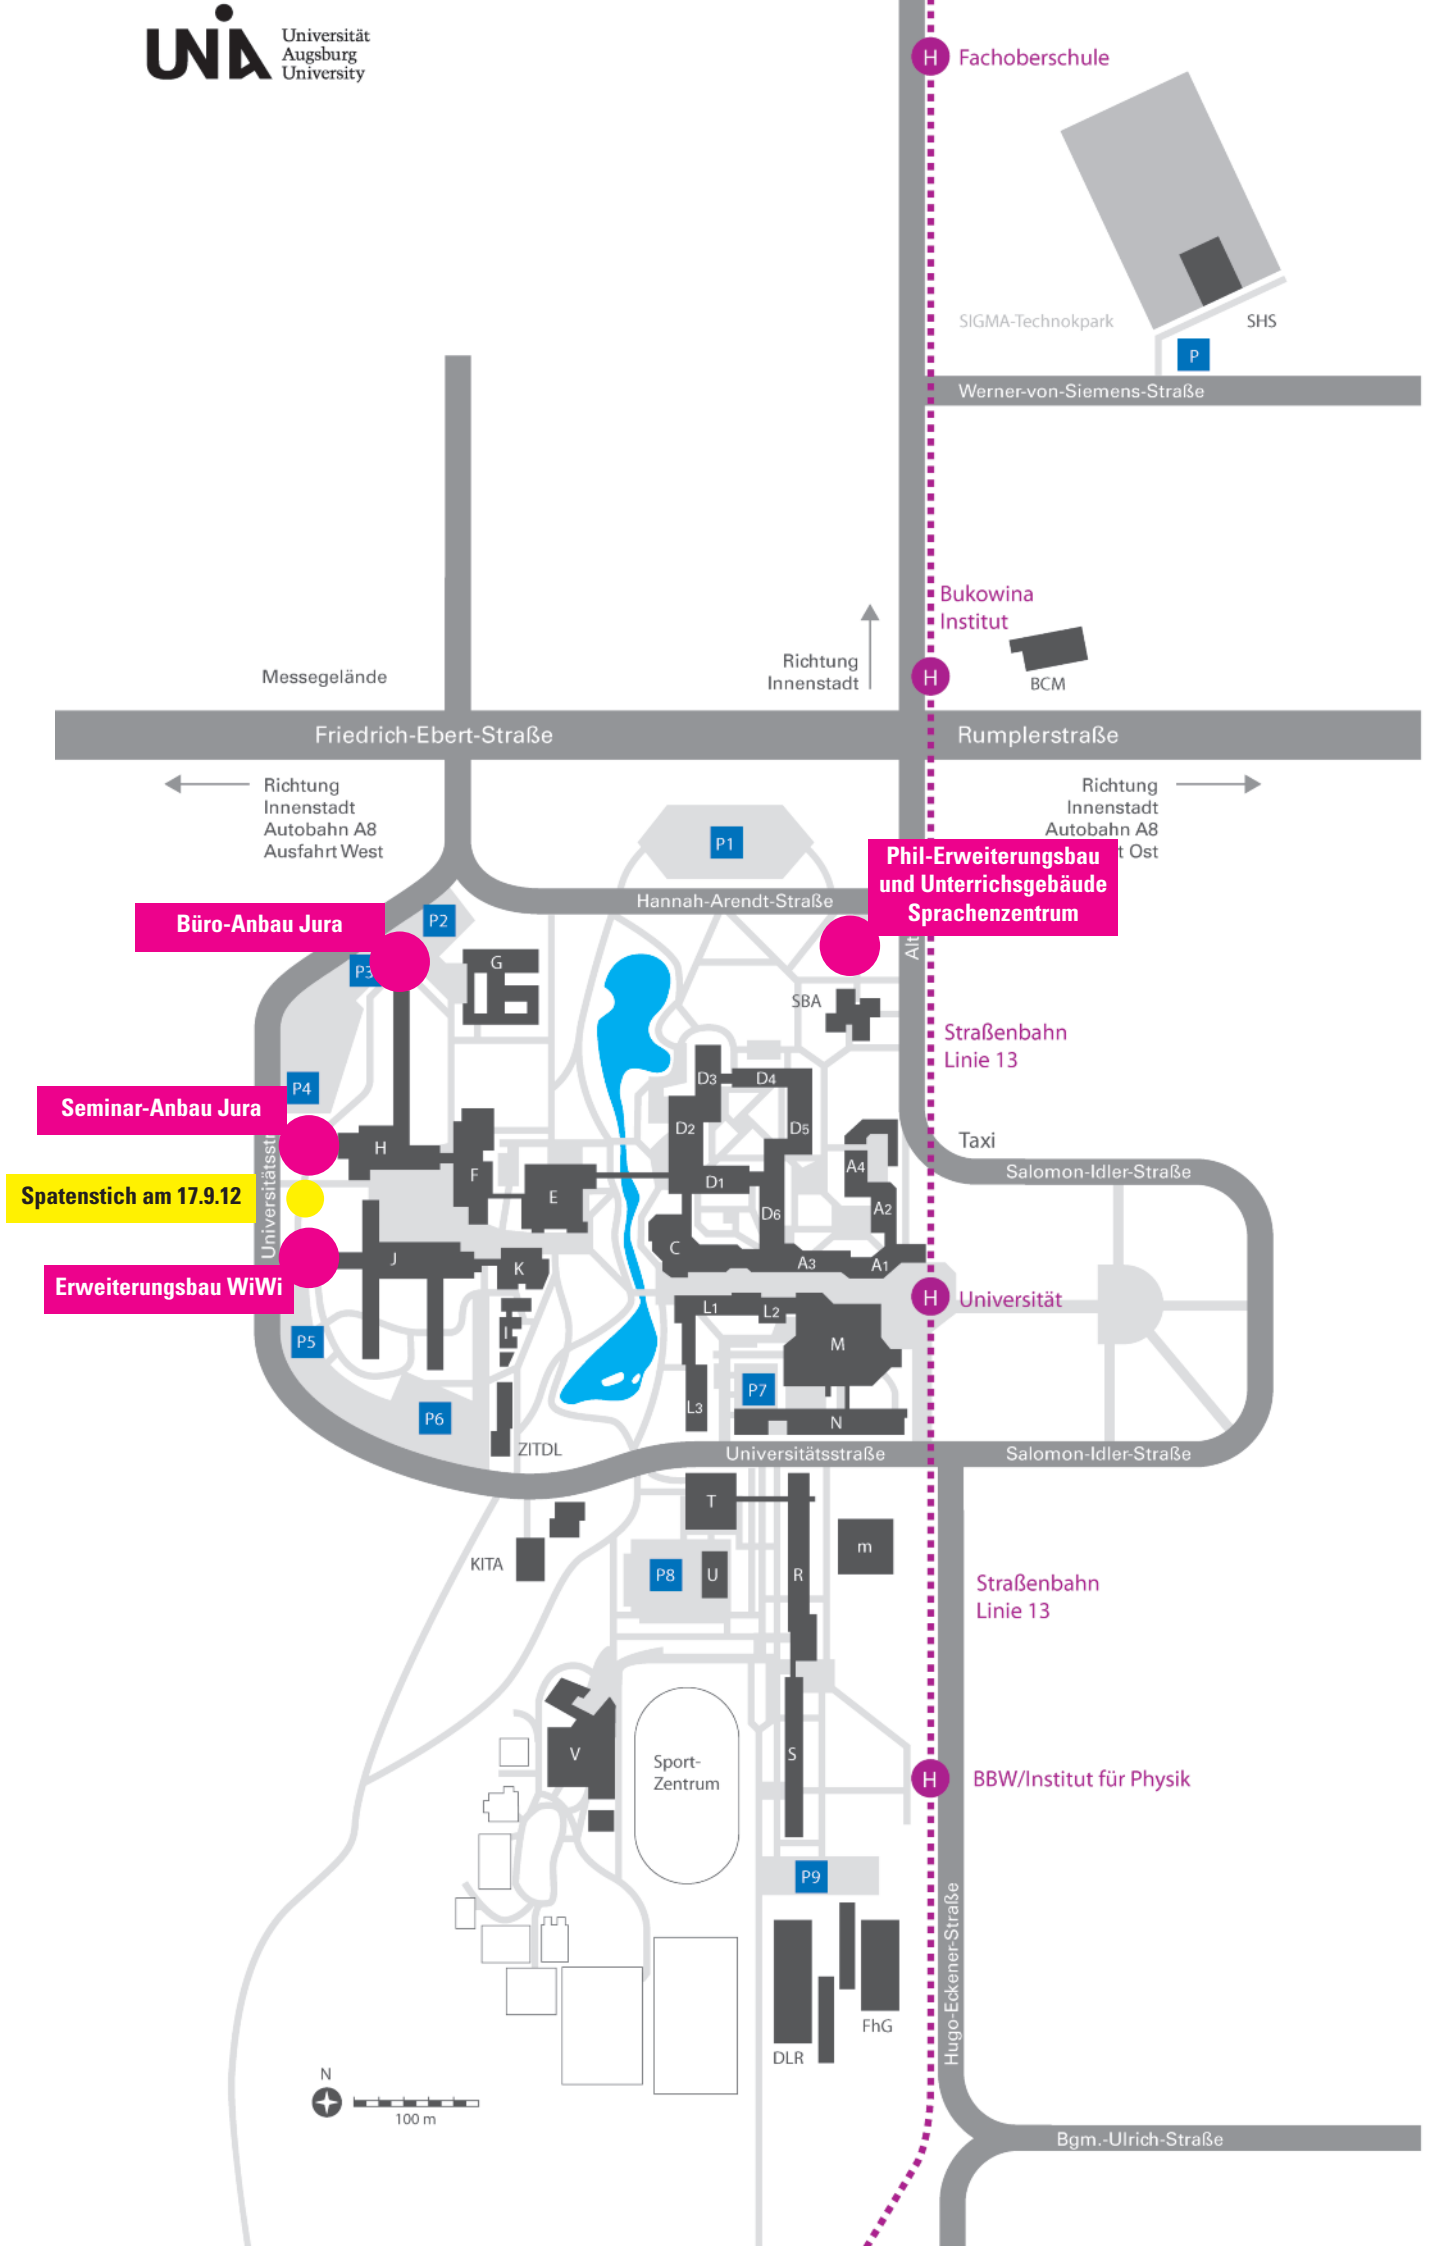 UNIA
Universität
Augsburg
University
H
Fachoberschule
SIGMA-Technokpark
SHS
P
Werner-von-Siemens-Straße
Bukowina
Institut
Richtung
Innenstadt
H
BCM
Messegelände
Friedrich-Ebert-Straße
Rumplerstraße
Richtung
Innenstadt
Autobahn A8
Ausfahrt West
Richtung
Innenstadt
Autobahn A8
t Ost
P1
Phil-Erweiterungsbau
und Unterrichsgebäude
Sprachenzentrum
Hannah-Arendt-Straße
Alt
Büro-Anbau Jura
P2
P3
G
SBA
Straßenbahn
Linie 13
P4
Seminar-Anbau Jura
Universitätsstr
Spatenstich am 17.9.12
Erweiterungsbau WiWi
H
F
E
D3
D4
D2
D5
D1
D6
A4
A2
C
A3
A1
Taxi
Salomon-Idler-Straße
J
K
I
L1
L2
M
H
Universität
P5
P6
P7
L3
N
ZITDL
Universitätsstraße
Salomon-Idler-Straße
T
m
KITA
P8
U
R
Straßenbahn
Linie 13
V
Sport-
Zentrum
S
H
BBW/Institut für Physik
P9
Hugo-Eckener-Straße
FhG
DLR
N
100 m
Bgm.-Ulrich-Straße